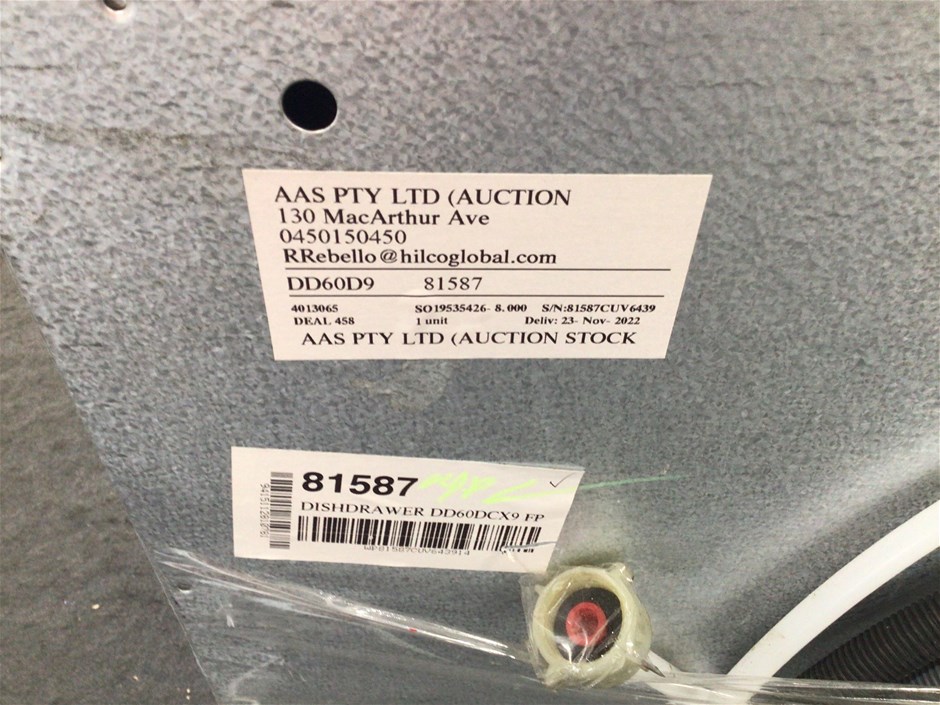 AAS PTY LTD (AUCTION
130 MacArthur Ave
0450150450
RRebello@hilcoglobal.com
DD60D9 81587
4013065 SO19535426- 8.000 S/N:81587CUV6439
DEAL 458 1 unit Deliv: 23- Nov- 2022
AAS PTY LTD (AUCTION STOCK
81587
DISHDRAWER DD60DCX9 FP
WP81587CUV643914